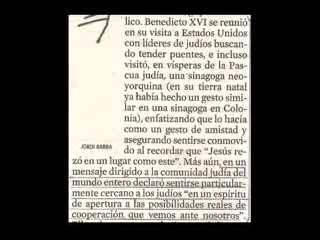 lico. Benedicto XVI se reunió
en su visita a Estados Unidos
con líderes de judíos buscan-
do tender puentes, e incluso
visitó, en vísperas de la Pas-
cua judía, una sinagoga neo-
yorquina (en su tierra natal
ya había hecho un gesto simi-
lar en una sinagoga en Colo-
nia), enfatizando que lo hacía
como un gesto de amistad y
asegurando sentirse conmovi-
do al recordar que "Jesús re-
zó en un lugar como este". Más aún, en un
mensaje dirigido a la comunidad judía del
mundo entero declaró sentirse particular-
mente cercano a los judíos "en un espíritu
de apertura a las posibilidades reales de
cooperación que vemos ante nosotros".
JORDI BARBA